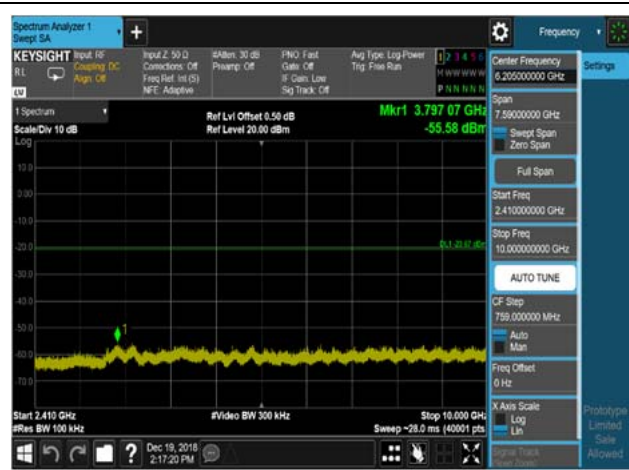 Spectrum Analyzer 1
Swept SA
+
Frequency
KEYSIGHT
RL
Input: RF
Coupling: DC
Align: Off
Input Z: 50 Ω
Corrections: Off
Freq Ref: Int (S)
NFE: Adaptive
#Atten: 30 dB
Preamp: Off
PNO: Fast
Gate: Off
IF Gain: Low
Sig Track: Off
Avg Type: Log-Power
Trig: Free Run
1 2 3 4 5 6
M W W W W W
P N N N N N
1 Spectrum
Scale/Div 10 dB
Ref Lvl Offset 0.50 dB
Ref Level 20.00 dBm
Mkr1 3.797 07 GHz
-55.58 dBm
Log
10.0
0.00
-10.0
-20.0
-30.0
-40.0
-50.0
-60.0
-70.0
1
Start 2.410 GHz
#Res BW 100 kHz
#Video BW 300 kHz
Stop 10.000 GHz
Sweep ~28.0 ms (40001 pts
?
Dec 19, 2018
2:17:20 PM
Center Frequency
6.205000000 GHz
Span
7.59000000 GHz
Swept Span
Zero Span
Full Span
Start Freq
2.410000000 GHz
Stop Freq
10.000000000 GHz
AUTO TUNE
CF Step
759.000000 MHz
Auto
Man
Freq Offset
0 Hz
X Axis Scale
Log
Lin
Signal Track
Settings
Prototype
Limited
Sale
Allowed